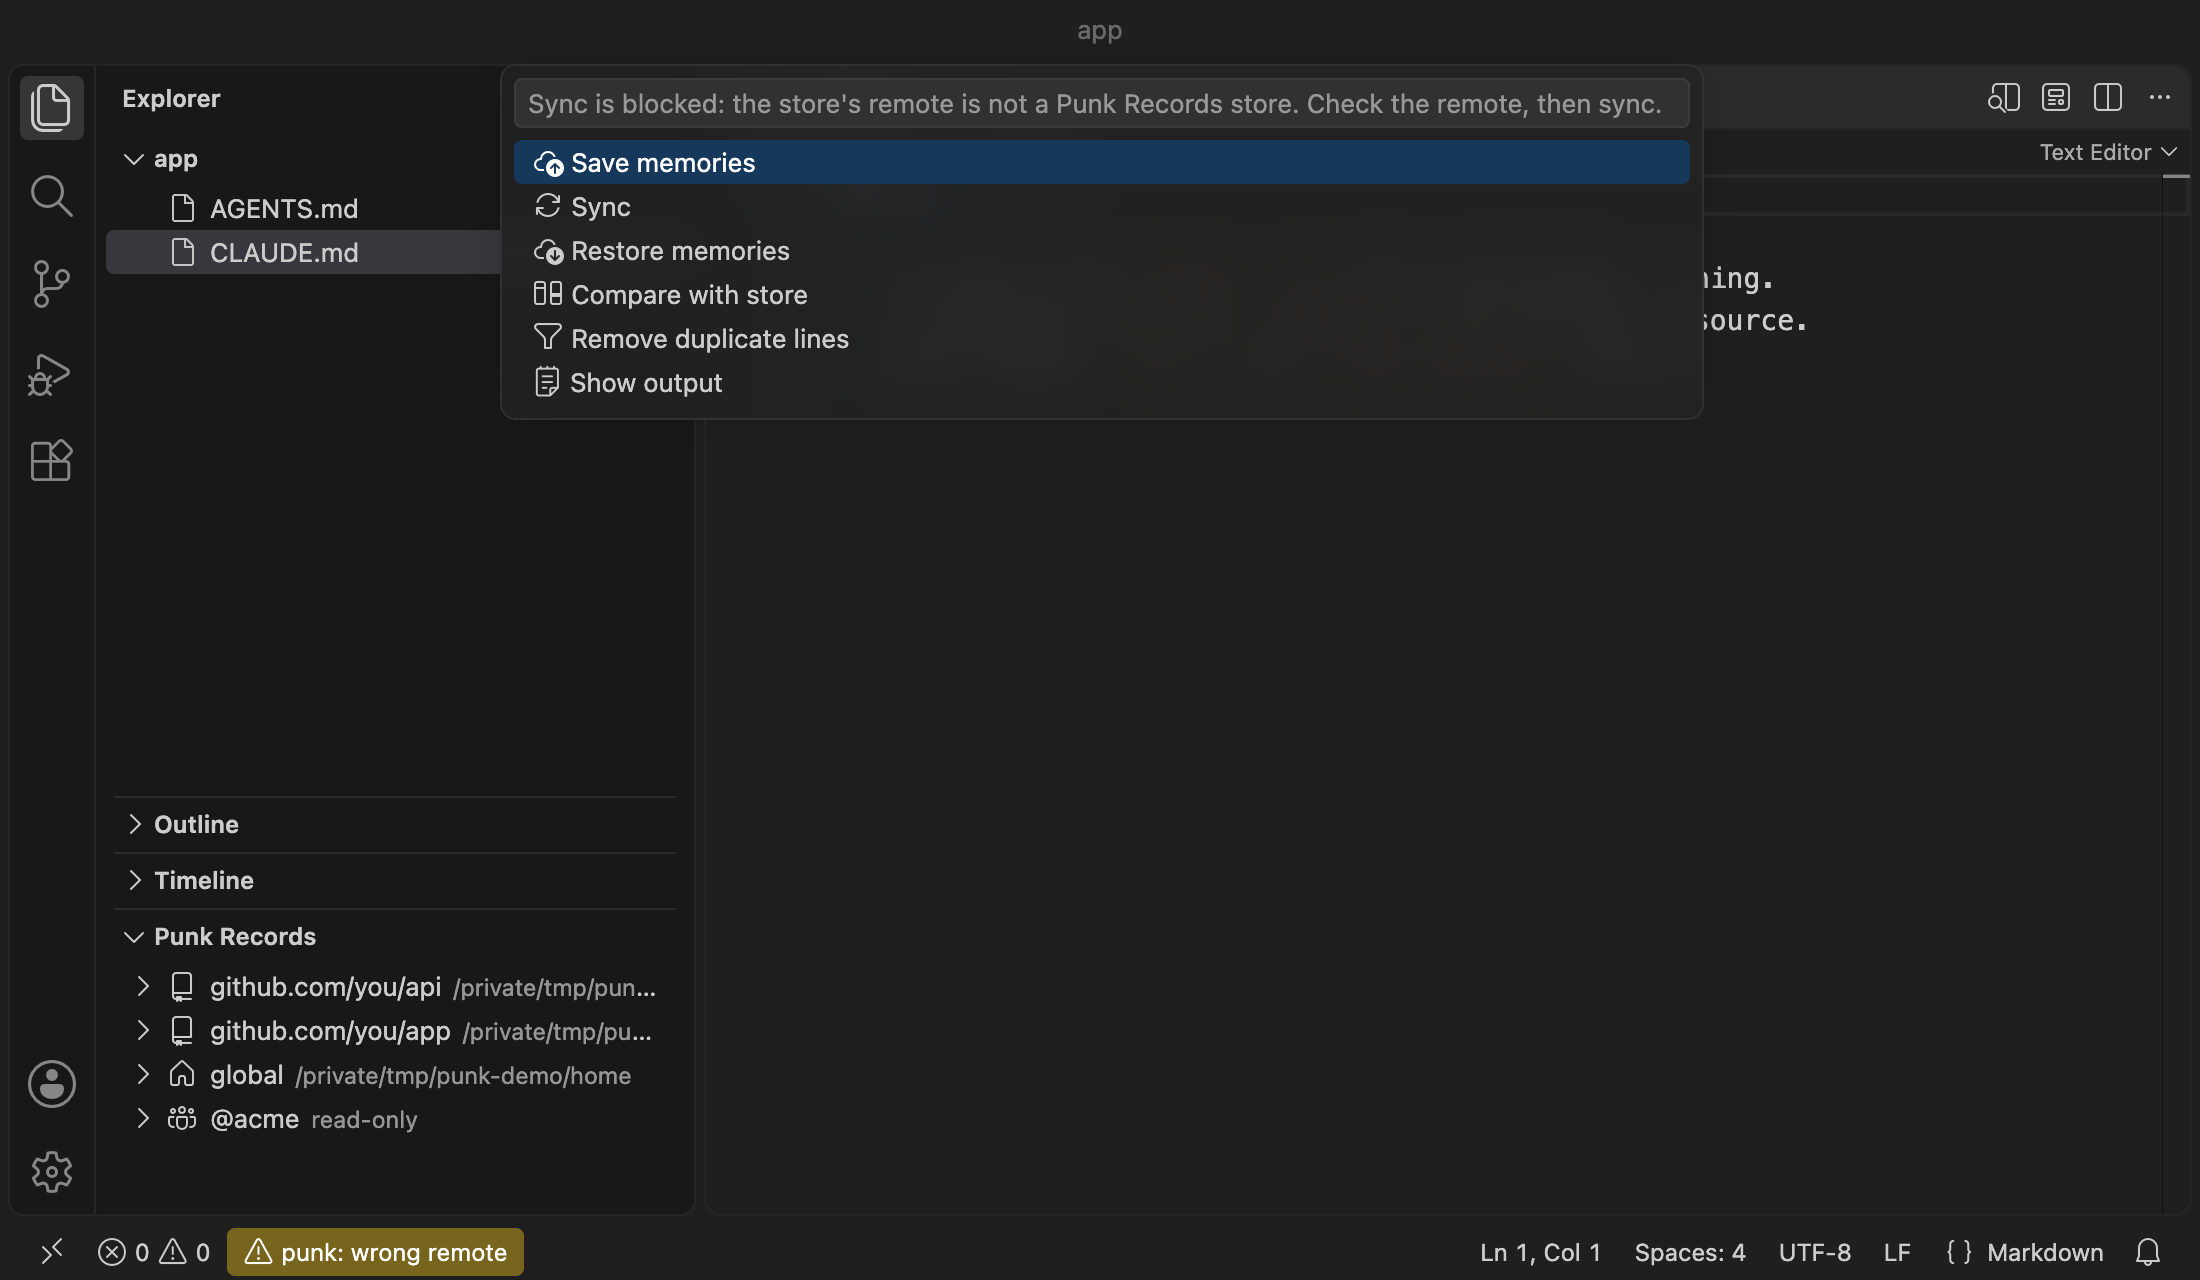 app
Explorer
app
AGENTS.md
CLAUDE.md
Sync is blocked: the store's remote is not a Punk Records store. Check the remote, then sync.
Save memories
Sync
Restore memories
Compare with store
Remove duplicate lines
Show output
Text Editor
ing.
source.
Outline
Timeline
Punk Records
github.com/you/api /private/tmp/pun...
github.com/you/app /private/tmp/pu...
global /private/tmp/punk-demo/home
@acme read-only
0 0 punk: wrong remote
Ln 1, Col 1 Spaces: 4 UTF-8 LF {} Markdown